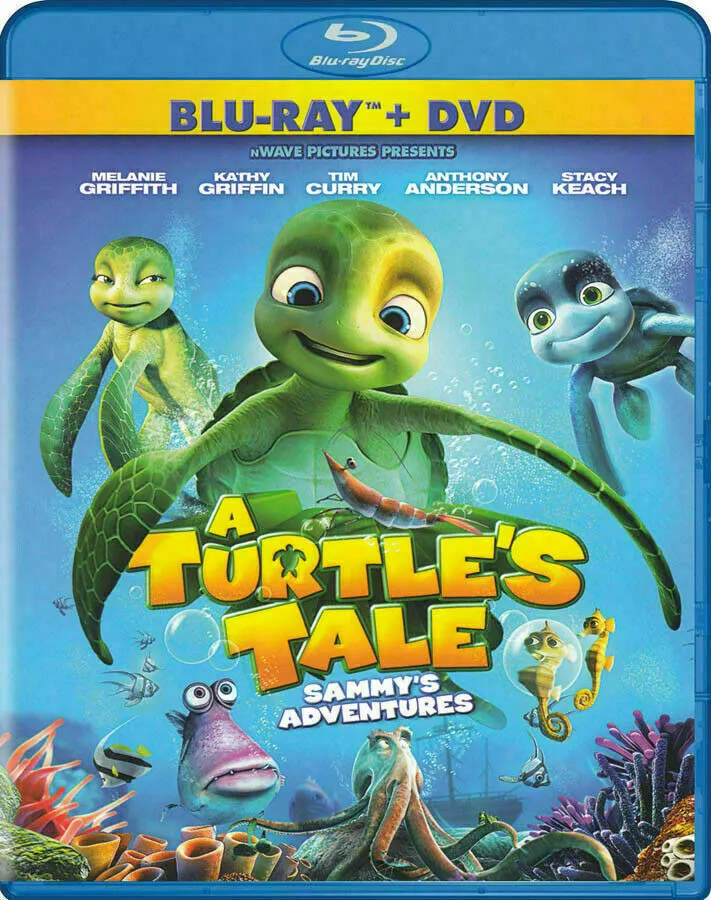 Blu-ray Disc
BLU-RAY™ + DVD
nWAVE PICTURES PRESENTS
MELANIE GRIFFITH
KATHY GRIFFIN
TIM CURRY
ANTHONY ANDERSON
STACY KEACH
A
TURTLE'S
TALE
SAMMY'S
ADVENTURES